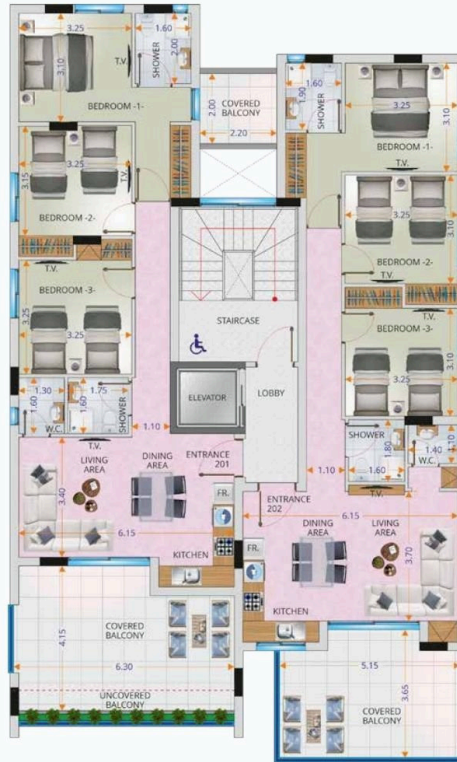 3.25
1.60
2.00
SHOWER
T.V.
3.10
BEDROOM -1-
COVERED
BALCONY
2.00
2.20
1.60
1.90
SHOWER
3.25
3.10
BEDROOM -1-
T.V.
3.15
3.25
T.V.
BEDROOM -2-
3.25
3.10
BEDROOM -2-
T.V.
T.V.
BEDROOM -3-
3.25
3.25
STAIRCASE
ELEVATOR
LOBBY
T.V.
BEDROOM -3-
3.10
3.25
1.30
1.60
W.C.
1.75
1.60
SHOWER
T.V.
1.10
SHOWER
1.80
1.60
1.40
W.C.
1.10
1.10
T.V.
LIVING
AREA
DINING
AREA
ENTRANCE
201
3.40
6.15
FR.
KITCHEN
ENTRANCE
202
6.15
FR.
DINING
AREA
LIVING
AREA
3.70
KITCHEN
4.15
COVERED
BALCONY
6.30
UNCOVERED
BALCONY
5.15
3.65
COVERED
BALCONY